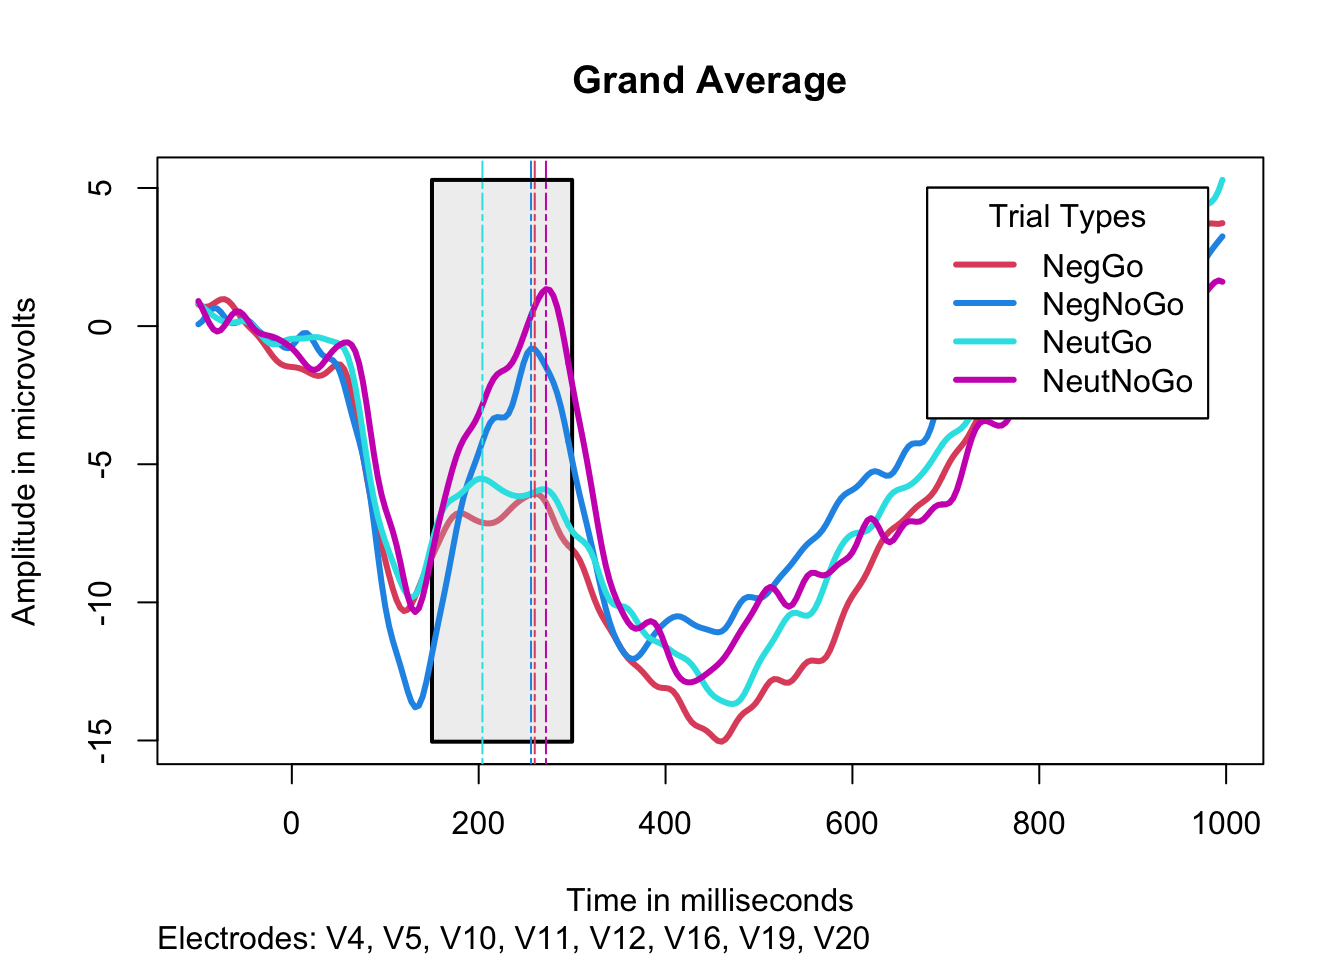 Grand Average
Amplitude in microvolts
5
0
-5
-10
-15
Trial Types
NegGo
NegNoGo
NeutGo
NeutNoGo
0 200 400 600 800 1000
Time in milliseconds
Electrodes: V4, V5, V10, V11, V12, V16, V19, V20